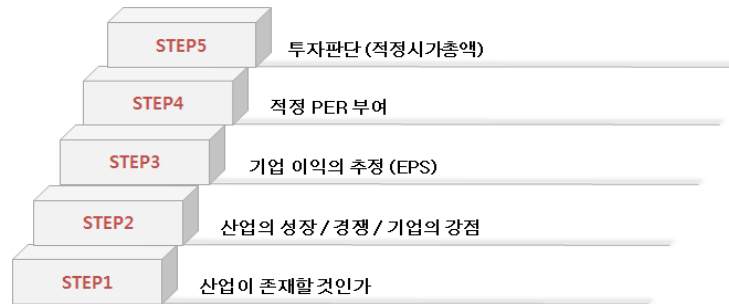 STEP5 투자판단 (적정시가총액)
STEP4 적정 PER 부여
STEP3 기업 이익의 추정 (EPS)
STEP2 산업의 성장 / 경쟁 / 기업의 강점
STEP1 산업이 존재할 것인가